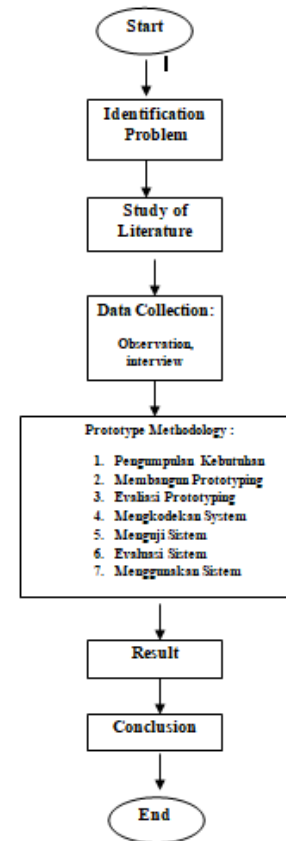 Start
Identification
Problem
Study of
Literature
Data Collection:
Observation,
interview
Prototype Methodology :
1. Pengumpulan Kebutuhan
2. Membangun Prototyping
3. Evaliasi Prototyping
4. Mengkodekan System
5. Menguji Sistem
6. Evaluasi Sistem
7. Menggunakan Sistem
Result
Conclusion
End